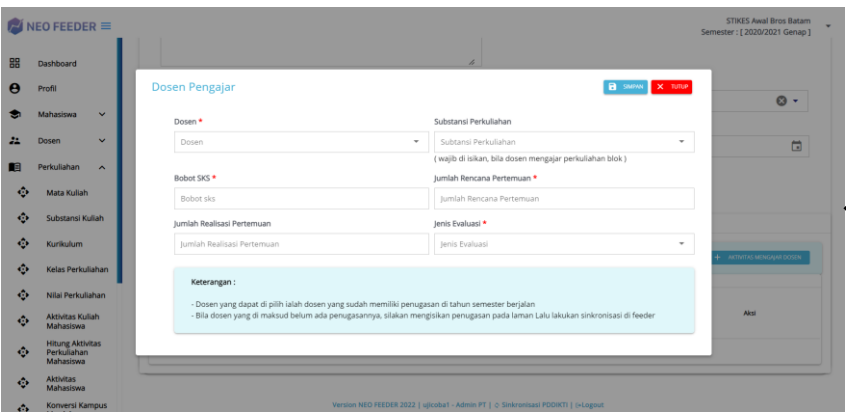 NEO FEEDER
STIKES Awal Bros Batam
Semester : [ 2020/2021 Genap ]
Dashboard
Profil
Mahasiswa
Dosen
Perkuliahan
Mata Kuliah
Substansi Kuliah
Kurikulum
Kelas Perkuliahan
Nilai Perkuliahan
Aktivitas Kuliah
Mahasiswa
Hitung Aktivitas
Perkuliahan
Mahasiswa
Aktivitas
Mahasiswa
Konversi Kampus
Dosen Pengajar
SIMPAN
TUTUP
Dosen *
Substansi Perkuliahan
Dosen
Subtansi Perkuliahan
( wajib di isikan, bila dosen mengajar perkuliahan blok )
Bobot SKS *
Jumlah Rencana Pertemuan *
Bobot sks
Jumlah Rencana Pertemuan
Jumlah Realisasi Pertemuan
Jenis Evaluasi *
Jumlah Realisasi Pertemuan
Jenis Evaluasi
Keterangan :
- Dosen yang dapat di pilih ialah dosen yang sudah memiliki penugasan di tahun semester berjalan
- Bila dosen yang di maksud belum ada penugasannya, silakan mengisikan penugasan pada laman Lalu lakukan sinkronisasi di feeder
+ AKTIVITAS MENGAJAR DOSEN
Aksi
Version NEO FEEDER 2022 | ujicoba1 - Admin PT | Sinkronisasi PDDIKTI | Logout